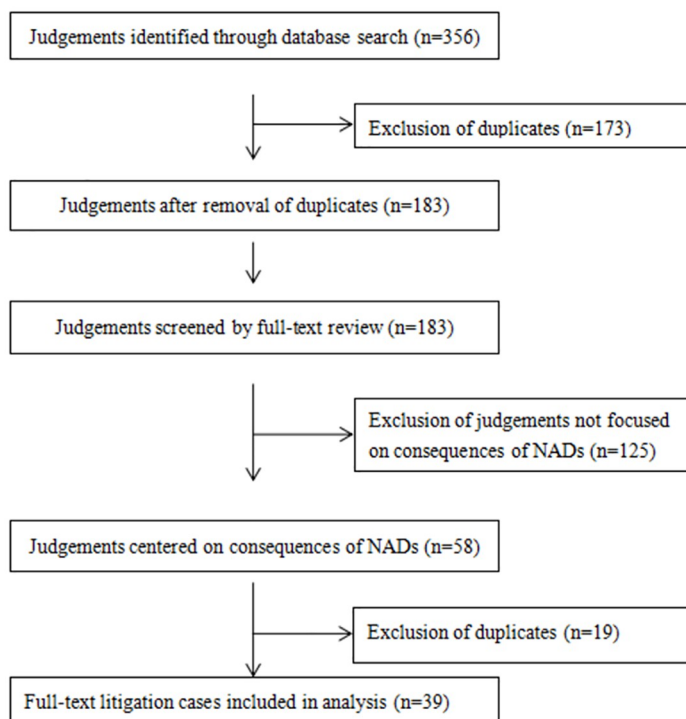 Judgements identified through database search (n=356)
Exclusion of duplicates (n=173)
Judgements after removal of duplicates (n=183)
Judgements screened by full-text review (n=183)
Exclusion of judgements not focused
on consequences of NADs (n=125)
Judgements centered on consequences of NADs (n=58)
Exclusion of duplicates (n=19)
Full-text litigation cases included in analysis (n=39)